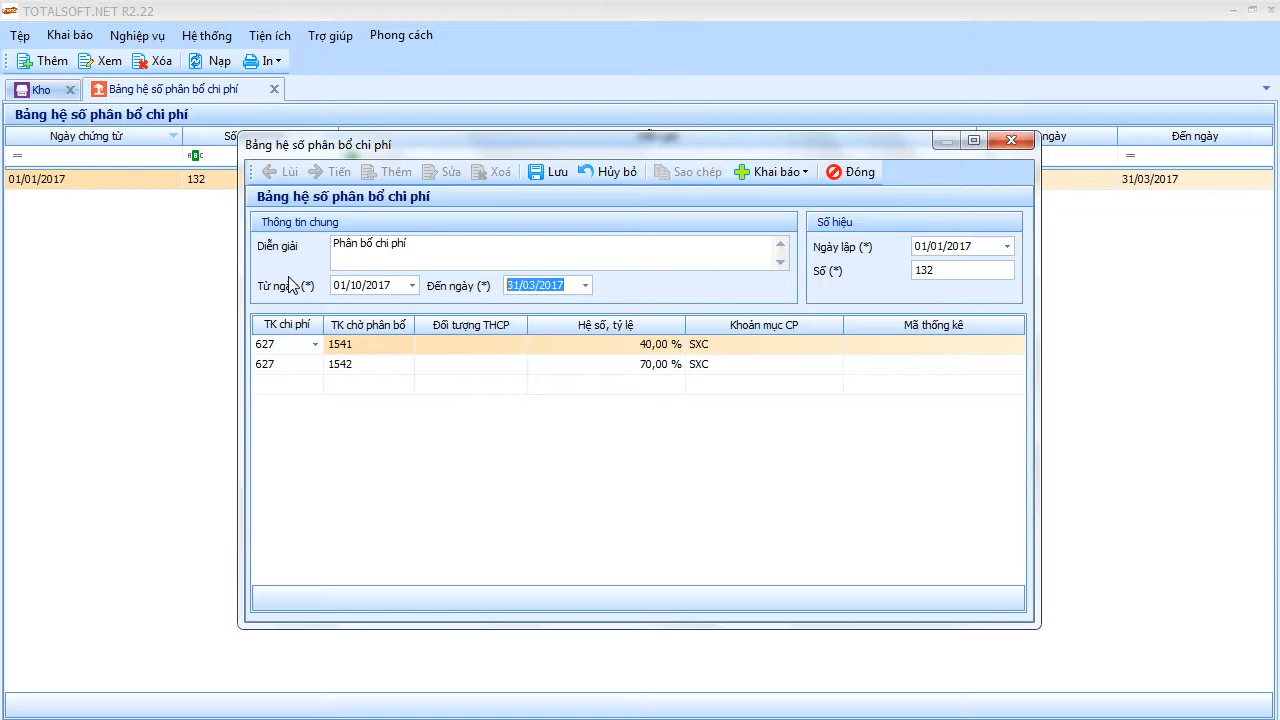 TOTALSOFT.NET R2.22
Tệp Khai báo Nghiệp vụ Hệ thống Tiện ích Trợ giúp Phong cách
Thêm Xem Xóa Nạp In
Kho Bảng hệ số phân bổ chi phí
Bảng hệ số phân bổ chi phí
Ngày chứng từ Đến ngày
= =
01/01/2017 132 31/03/2017
Bảng hệ số phân bổ chi phí
Lùi Tiến Thêm Sửa Xoá Lưu Hủy bỏ Sao chép Khai báo Đóng
Bảng hệ số phân bổ chi phí
Thông tin chung Số hiệu
Diễn giải Phân bổ chi phí Ngày lập (*) 01/01/2017
Số (*) 132
Từ ngày (*) 01/10/2017 Đến ngày (*) 31/03/2017
TK chi phí TK chờ phân bổ Đối tượng THCP Hệ số, tỷ lệ Khoản mục CP Mã thống kê
627 1541 40,00 % SXC
627 1542 70,00 % SXC